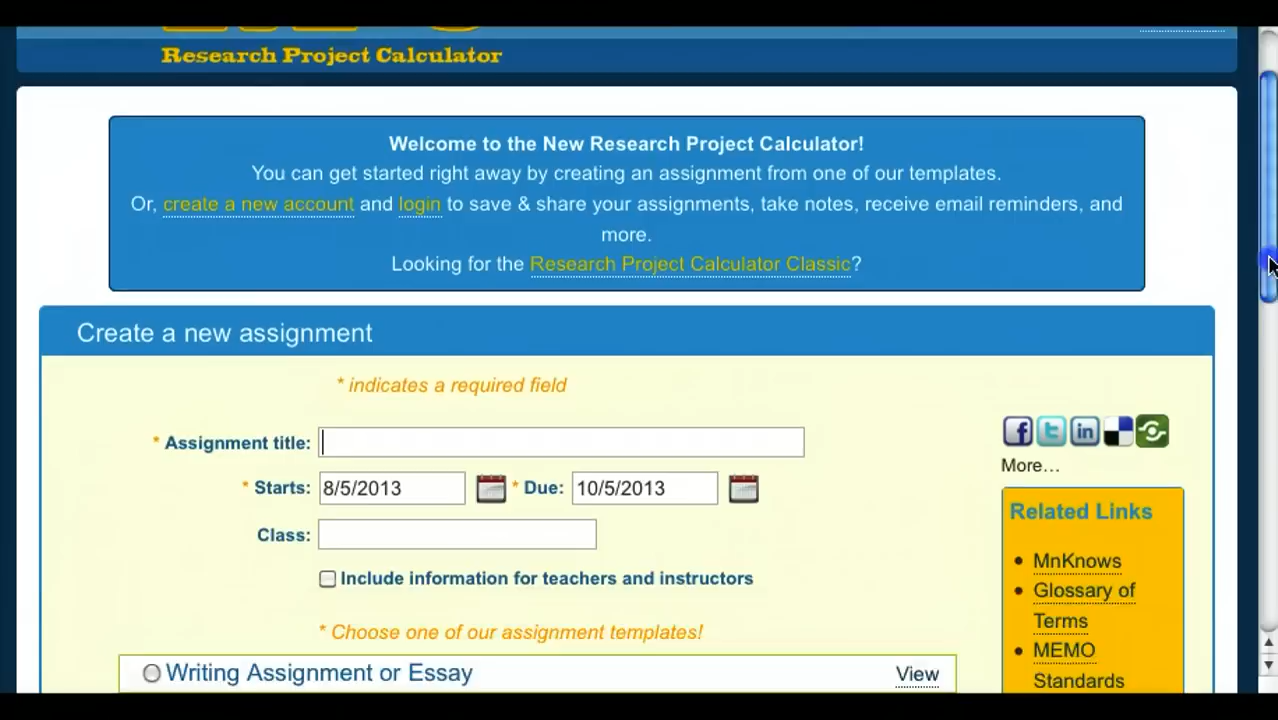 Research Project Calculator
Welcome to the New Research Project Calculator!
You can get started right away by creating an assignment from one of our templates.
Or, create a new account and login to save & share your assignments, take notes, receive email reminders, and
more.
Looking for the Research Project Calculator Classic?
Create a new assignment
* indicates a required field
* Assignment title:
* Starts: 8/5/2013 * Due: 10/5/2013
Class:
Include information for teachers and instructors
* Choose one of our assignment templates!
Writing Assignment or Essay View
More...
Related Links
• MnKnows
• Glossary of
Terms
• MEMO
Standards